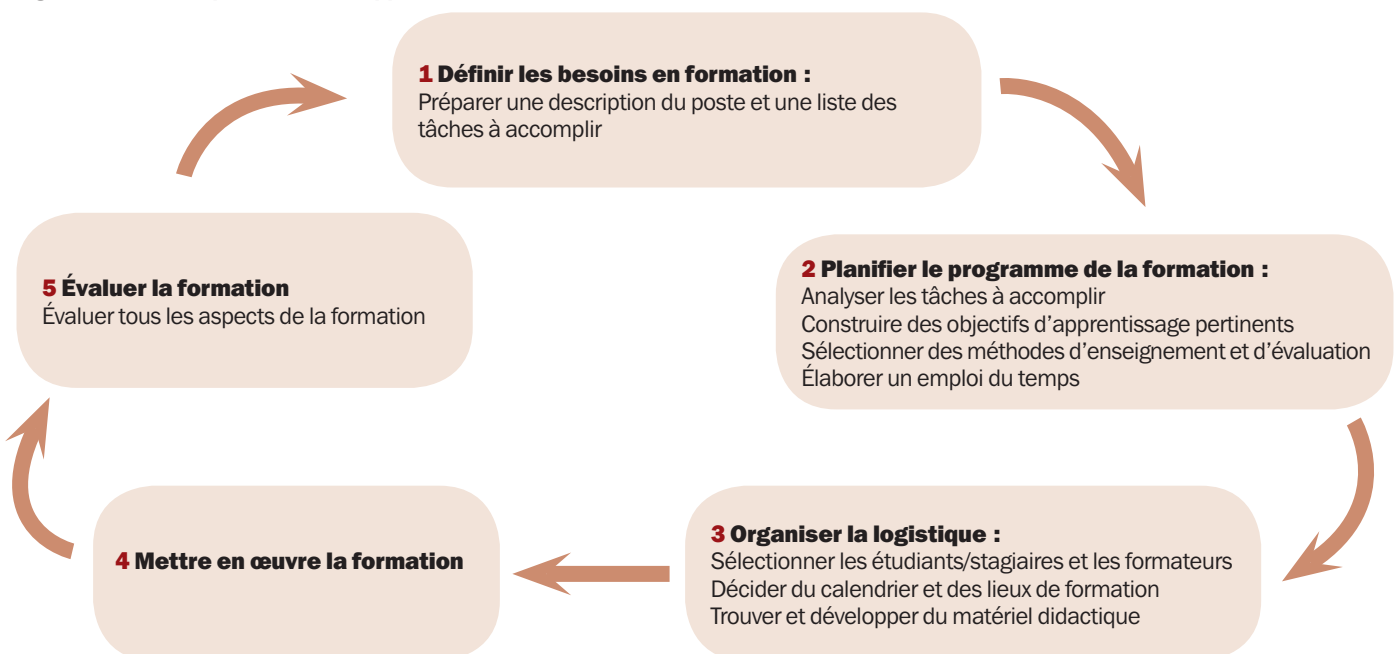 1 Définir les besoins en formation :
Préparer une description du poste et une liste des
tâches à accomplir
2 Planifier le programme de la formation :
Analyser les tâches à accomplir
Construire des objectifs d’apprentissage pertinents
Sélectionner des méthodes d’enseignement et d’évaluation
Élaborer un emploi du temps
3 Organiser la logistique :
Sélectionner les étudiants/stagiaires et les formateurs
Décider du calendrier et des lieux de formation
Trouver et développer du matériel didactique
4 Mettre en œuvre la formation
5 Évaluer la formation
Évaluer tous les aspects de la formation